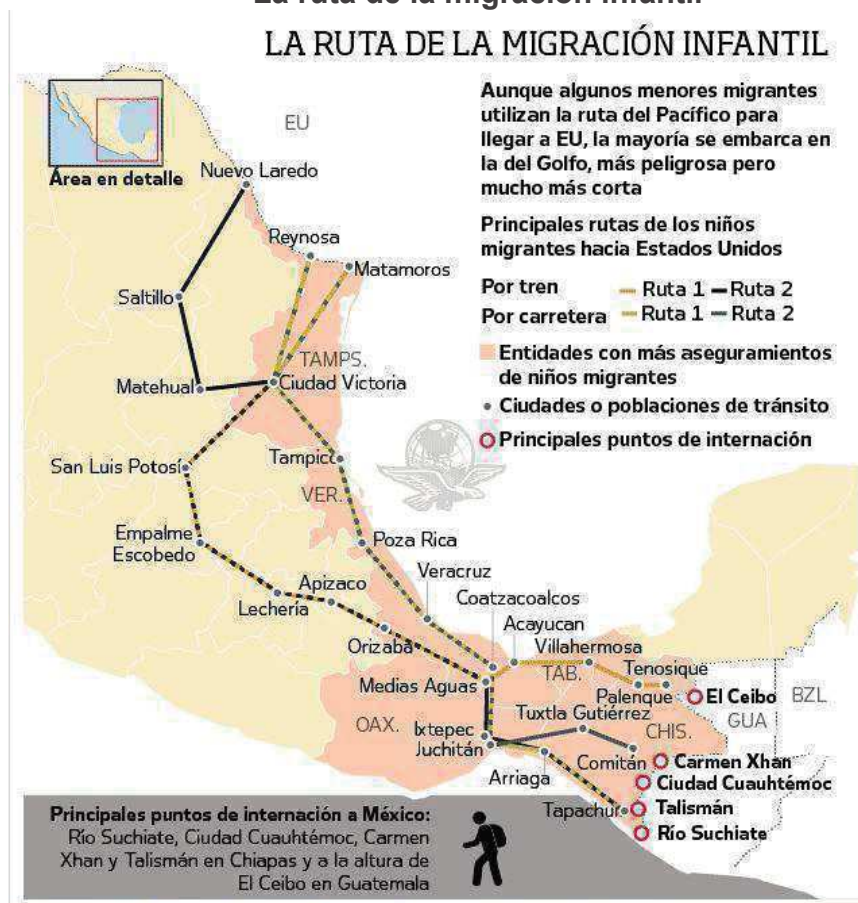 La ruta de la migración infantil
LA RUTA DE LA MIGRACIÓN INFANTIL
Aunque algunos menores migrantes
utilizan la ruta del Pacífico para
llegar a EU, la mayoría se embarca en
la del Golfo, más peligrosa pero
mucho más corta
Principales rutas de los niños
migrantes hacia Estados Unidos
Por tren Ruta 1 Ruta 2
Por carretera Ruta 1 Ruta 2
Entidades con más aseguramientos
de niños migrantes
Ciudades o poblaciones de tránsito
Principales puntos de internación
Área en detalle
EU
Nuevo Laredo
Reynosa
Matamoros
Saltillo
TAMPS.
Matehual
Ciudad Victoria
San Luis Potosí
Tampico
VER.
Empalme
Escobedo
Poza Rica
Veracruz
Apizaco
Lechería
Coatzacoalcos
Acayucan
Orizaba
Villahermosa
TAB.
Tenosique
Medias Aguas
Palenque
El Ceibo
BZL
GUA
Tuxtla Gutiérrez
OAX.
Ixtepec
CHIS.
Juchitán
Comitán
Carmen Xhan
Arriaga
Ciudad Cuauhtémoc
Tapachul
Talismán
Río Suchiate
Principales puntos de internación a México:
Río Suchiate, Ciudad Cuauhtémoc, Carmen
Xhan y Talismán en Chiapas y a la altura de
El Ceibo en Guatemala